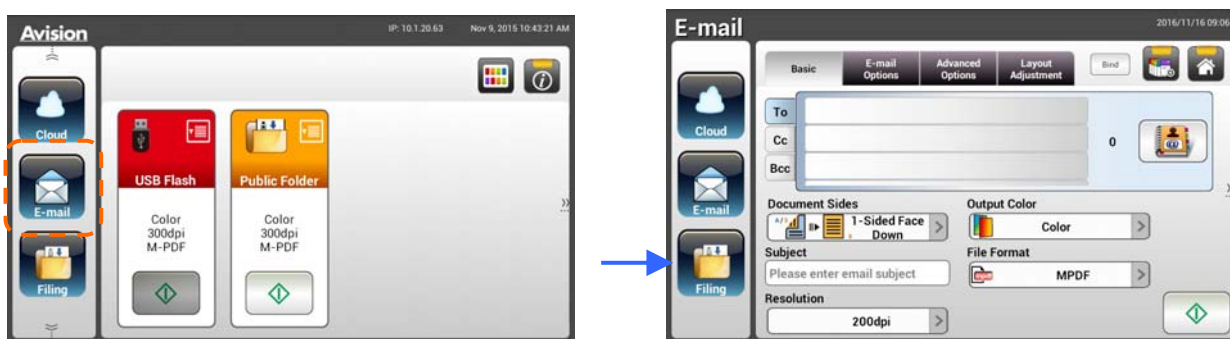 Avision
IP: 10.1.20.63
Nov 9, 2015 10:43:21 AM
Cloud
E-mail
Filing
USB Flash
Color
300dpi
M-PDF
Public Folder
Color
300dpi
M-PDF
E-mail
2016/11/16 09:06
Cloud
E-mail
Filing
Basic
E-mail
Options
Advanced
Options
Layout
Adjustment
Bind
To
Cc
Bcc
0
Document Sides
1-Sided Face
Down
Output Color
Color
Subject
Please enter email subject
File Format
MPDF
Resolution
200dpi